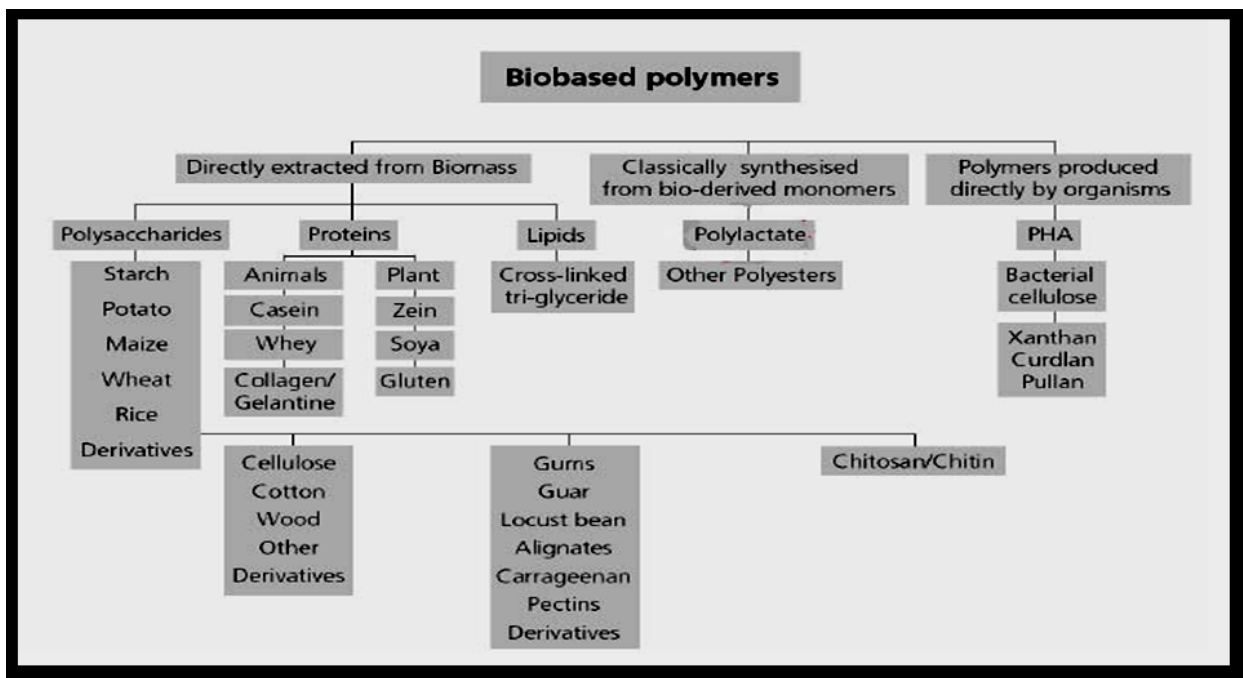 Biobased polymers
Directly extracted from Biomass
Classically synthesised
from bio-derived monomers
Polymers produced
directly by organisms
Polysaccharides
Proteins
Lipids
Polylactate
PHA
Starch
Potato
Maize
Wheat
Rice
Derivatives
Animals
Casein
Whey
Collagen/
Gelantine
Plant
Zein
Soya
Gluten
Cross-linked
tri-glyceride
Other Polyesters
Bacterial
cellulose
Xanthan
Curdlan
Pullan
Cellulose
Cotton
Wood
Other
Derivatives
Gums
Guar
Locust bean
Alignates
Carrageenan
Pectins
Derivatives
Chitosan/Chitin